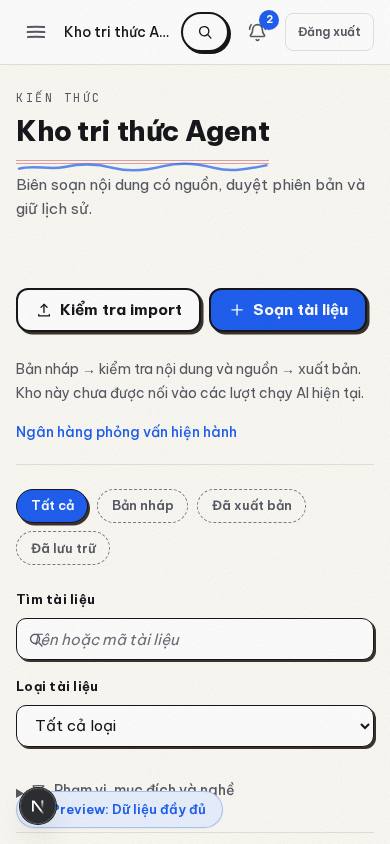 Kho tri thức A...
2
Đăng xuất
KIẾN THỨC
Kho tri thức Agent
Biên soạn nội dung có nguồn, duyệt phiên bản và
giữ lịch sử.
Kiểm tra import
Soạn tài liệu
Bản nháp → kiểm tra nội dung và nguồn → xuất bản.
Kho này chưa được nối vào các lượt chạy AI hiện tại.
Ngân hàng phỏng vấn hiện hành
Tất cả
Bản nháp
Đã xuất bản
Đã lưu trữ
Tìm tài liệu
Tên hoặc mã tài liệu
Loại tài liệu
Tất cả loại
Phạm vi, mục đích và nghề
N
Preview: Dữ liệu đầy đủ